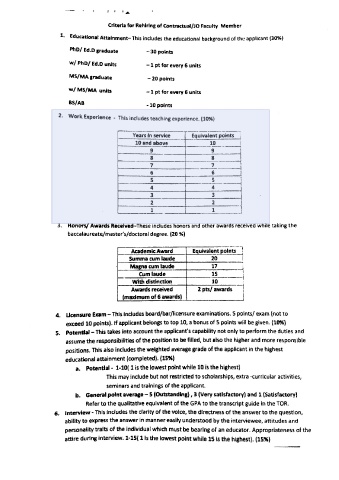 Criteria for Rehiring of Contractual/JO Faculty Member
1. Educational Attainment– This includes the educational background of the applicant (30%)
PhD/ Ed.D graduate – 30 points
w/ PhD/ Ed.D units – 1 pt for every 6 units
MS/MA graduate – 20 points
w/ MS/MA units – 1 pt for every 6 units
BS/AB - 10 points
2. Work Experience - This includes teaching experience. (10%)
Years in service Equivalent points
10 and above 10
9 9
8 8
7 7
6 6
5 5
4 4
3 3
2 2
1 1
3. Honors/ Awards Received–These includes honors and other awards received while taking the
baccalaureate/master's/doctoral degree. (20 %)
Academic Award Equivalent points
Summa cum laude 20
Magna cum laude 17
Cum laude 15
With distinction 10
Awards received 2 pts/ awards
(maximum of 6 awards)
4. Licensure Exam – This includes board/bar/licensure examinations. 5 points/ exam (not to
exceed 10 points). If applicant belongs to top 10, a bonus of 5 points will be given. (10%)
5. Potential – This takes into account the applicant's capability not only to perform the duties and
assume the responsibilities of the position to be filled, but also the higher and more responsible
positions. This also includes the weighted average grade of the applicant in the highest
educational attainment (completed). (15%)
a. Potential - 1-10( 1 is the lowest point while 10 is the highest)
This may include but not restricted to scholarships, extra -curricular activities,
seminars and trainings of the applicant.
b. General point average – 5 (Outstanding) , 3 (Very satisfactory) and 1 (Satisfactory)
Refer to the qualitative equivalent of the GPA to the transcript guide in the TOR.
6. Interview - This includes the clarity of the voice, the directness of the answer to the question,
ability to express the answer in manner easily understood by the interviewee, attitudes and
personality traits of the individual which must be bearing of an educator. Appropriateness of the
attire during interview. 1-15( 1 is the lowest point while 15 is the highest). (15%)